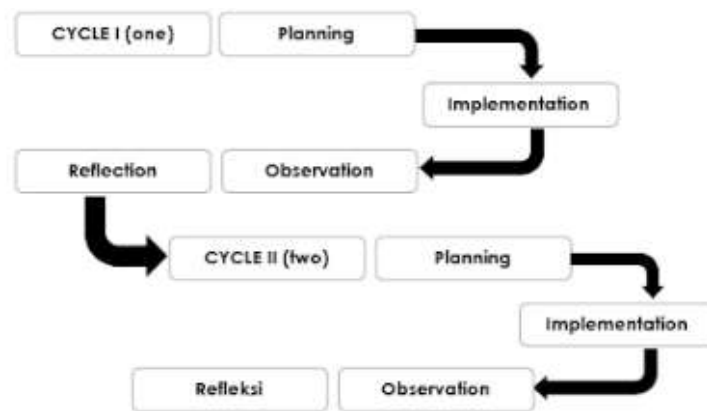 CYCLE I (one)
Planning
Implementation
Reflection
Observation
CYCLE II (two)
Planning
Implementation
Refleksi
Observation